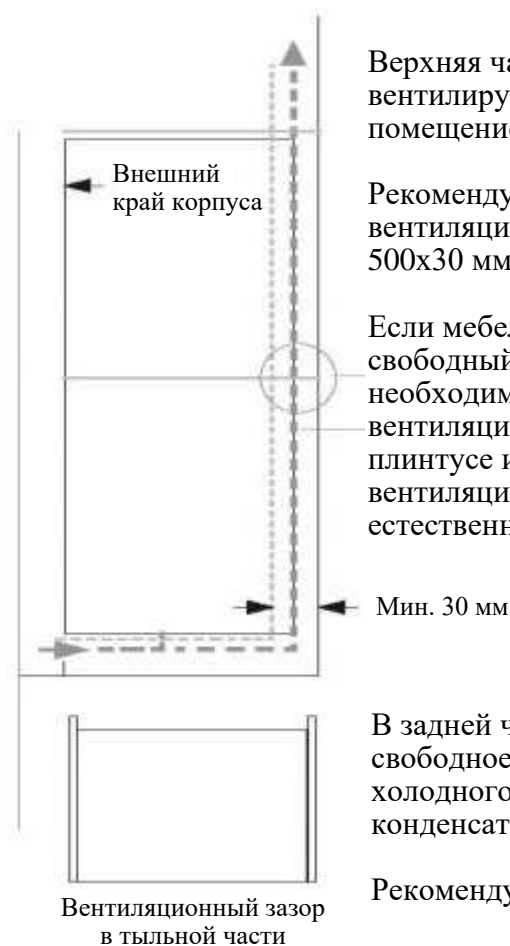 Верхняя ча
вентилиру
помещение
Внешний
край корпуса
Рекоменду
вентиляци
500х30 мм
Если мебел
свободный
необходим
вентиляци
плинтусе и
вентиляци
естественн
Мин. 30 мм
В задней ч
свободное
холодного
конденсат
Рекоменду
Вентиляционный зазор
в тыльной части